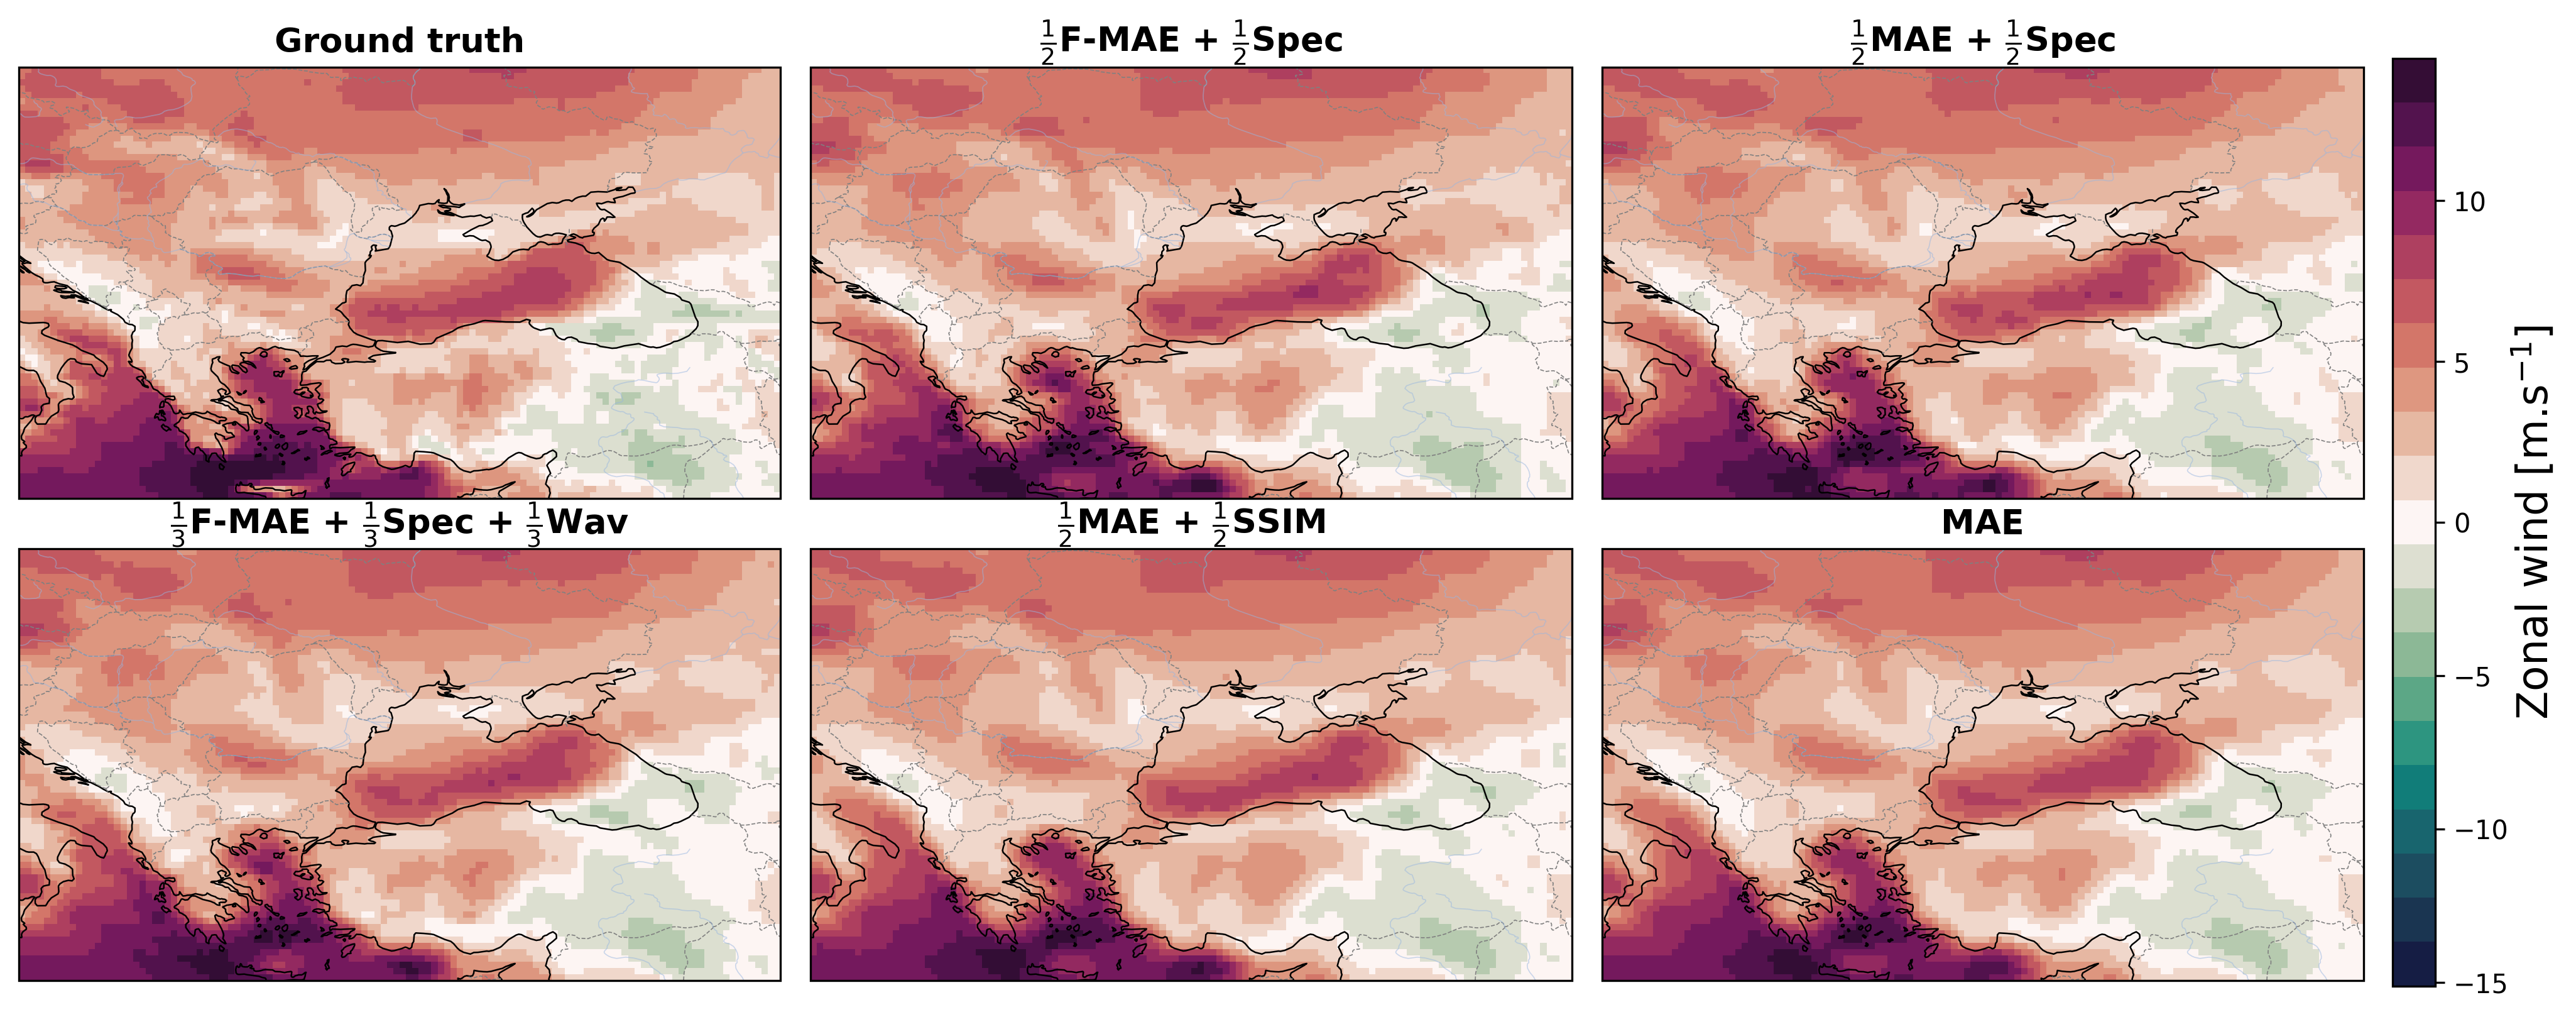 Ground truth
½F-MAE + ½Spec
½MAE + ½Spec
⅓F-MAE + ⅓Spec + ⅓Wav
½MAE + ½SSIM
MAE
10
5
0
−5
−10
−15
Zonal wind [m.s⁻¹]